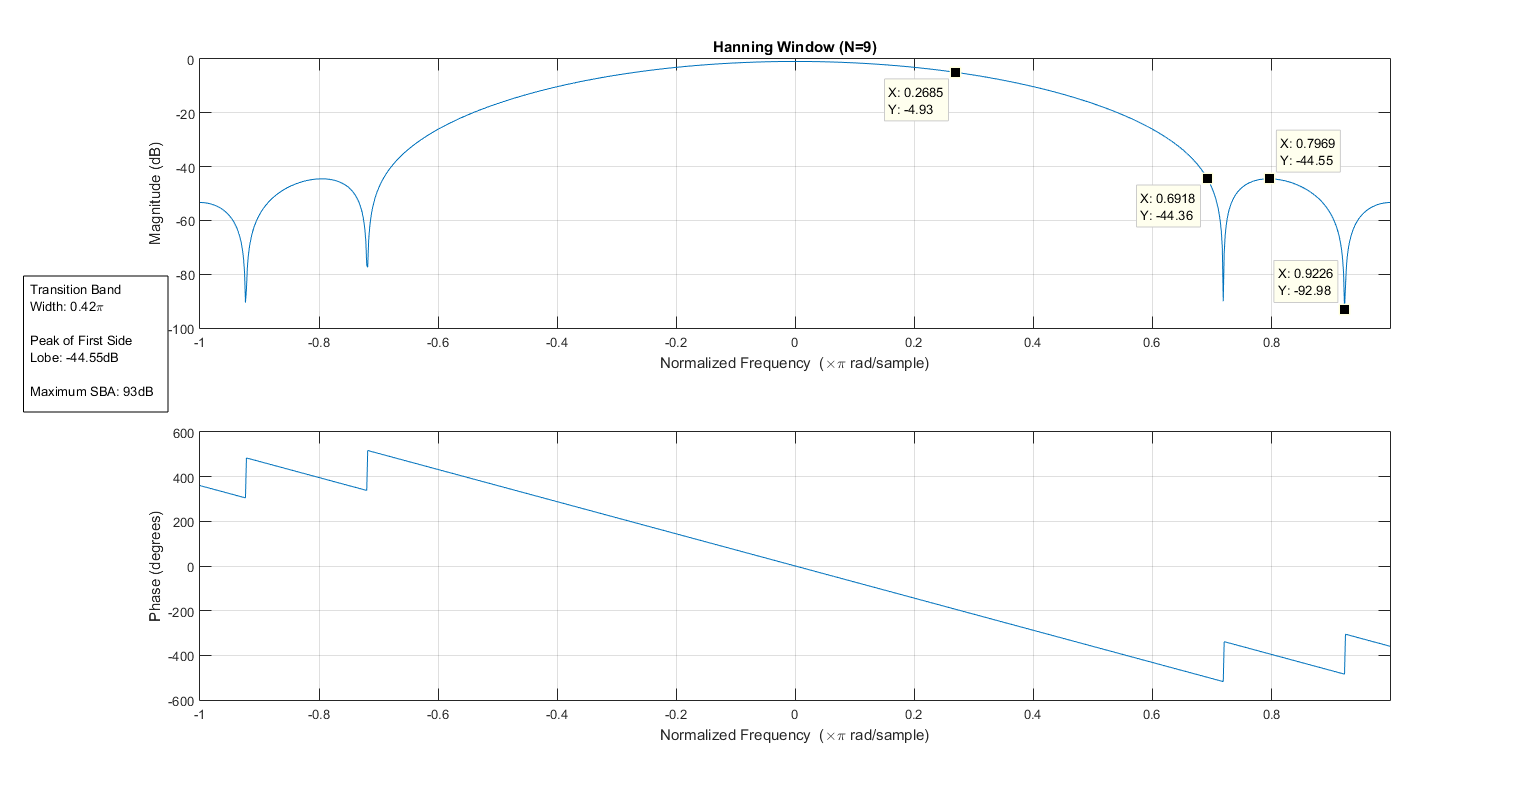 Hanning Window (N=9)
0
-20
-40
-60
-80
-100
Magnitude (dB)
X: 0.2685
Y: -4.93
X: 0.7969
Y: -44.55
X: 0.6918
Y: -44.36
X: 0.9226
Y: -92.98
-1
-0.8
-0.6
-0.4
-0.2
0
0.2
0.4
0.6
0.8
Normalized Frequency (×π rad/sample)
Transition Band
Width: 0.42π
Peak of First Side
Lobe: -44.55dB
Maximum SBA: 93dB
600
400
200
0
-200
-400
-600
Phase (degrees)
-1
-0.8
-0.6
-0.4
-0.2
0
0.2
0.4
0.6
0.8
Normalized Frequency (×π rad/sample)